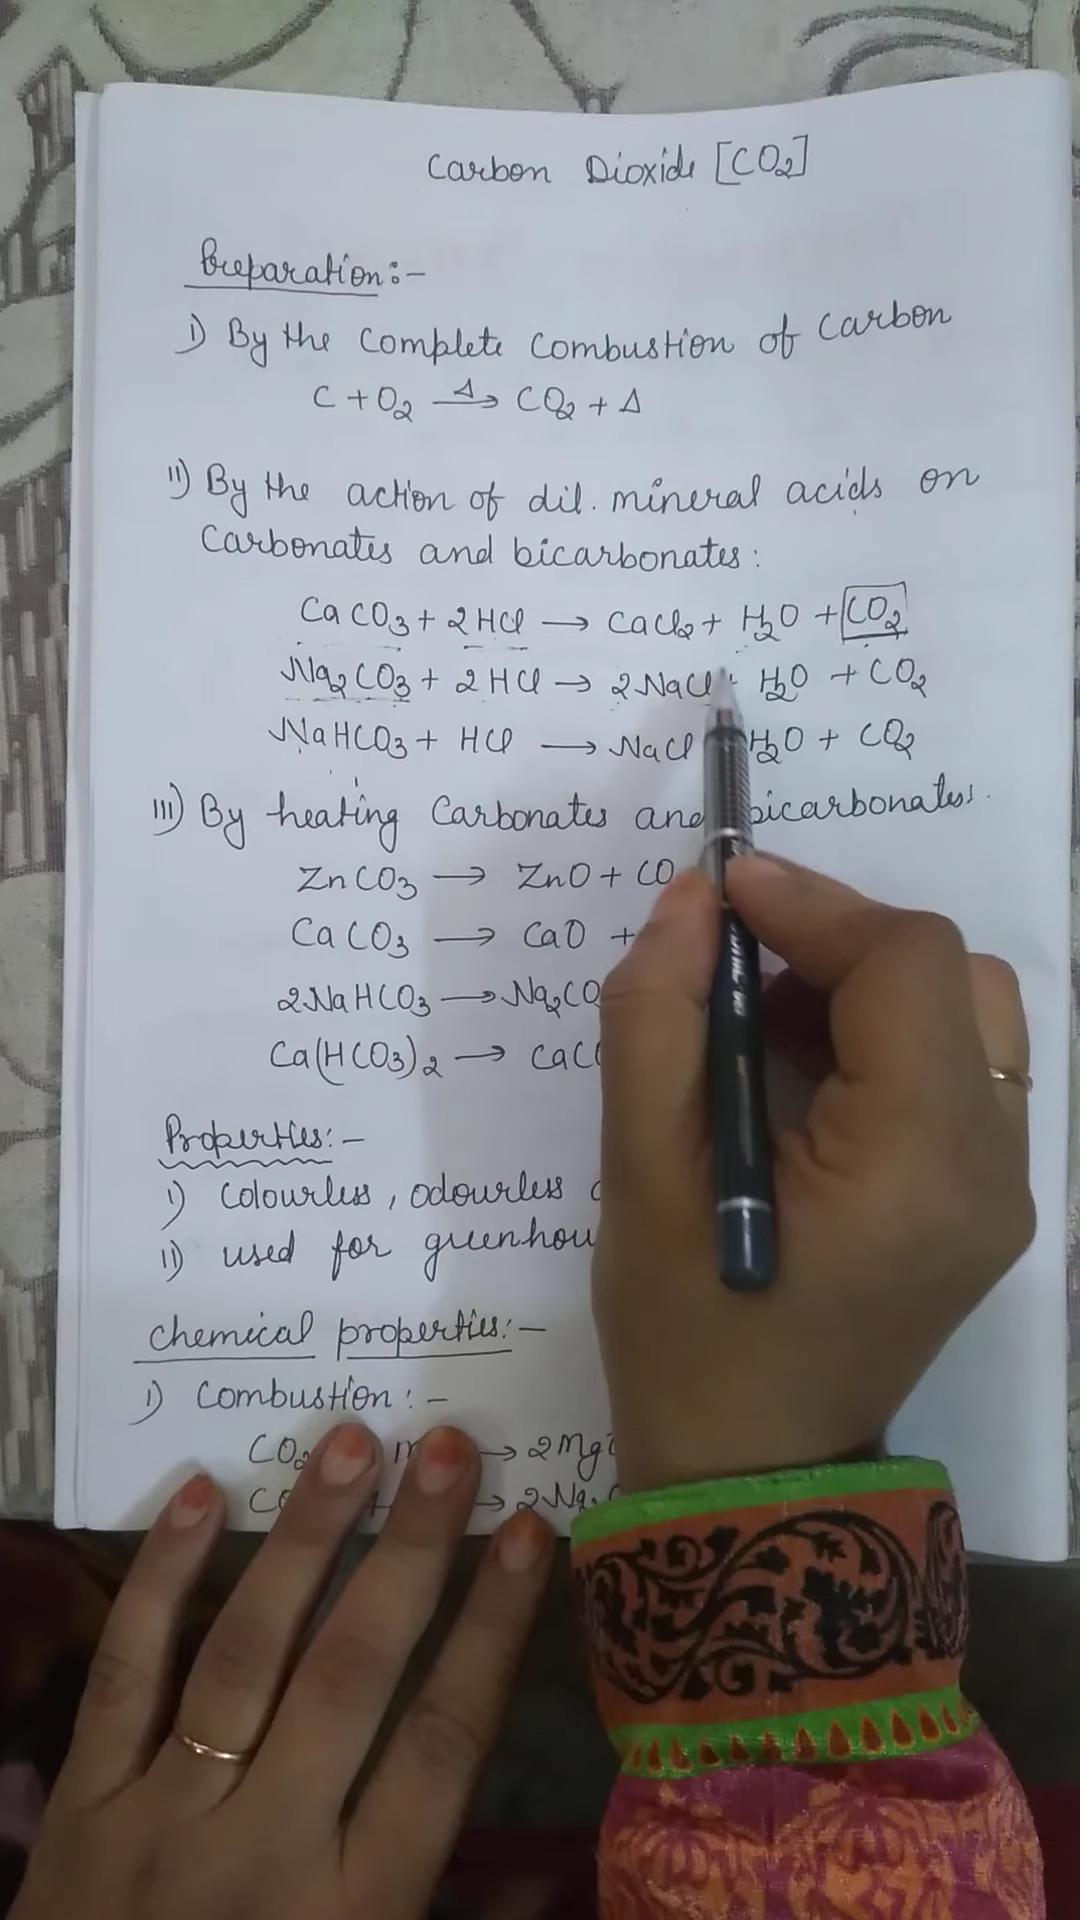 Carbon Dioxide [CO2]
Preparation:-
I) By the complete combustion of carbon
C + O2 —Δ→ CO2 + Δ
II) By the action of dil. mineral acids on
Carbonates and bicarbonates:
CaCO3 + 2HCl → CaCl2 + H2O + CO2
Na2CO3 + 2HCl → 2NaCl + H2O + CO2
NaHCO3 + HCl → NaCl H2O + CO2
III) By heating Carbonates and bicarbonates.
ZnCO3 → ZnO + CO
CaCO3 → CaO +
2NaHCO3 → Na2CO
Ca(HCO3)2 → CaC
Properties:-
I) Colourless, odourless
II) used for
Chemical properties:-
I) Combustion:-
CO2 → 2Mg
→ 2Na